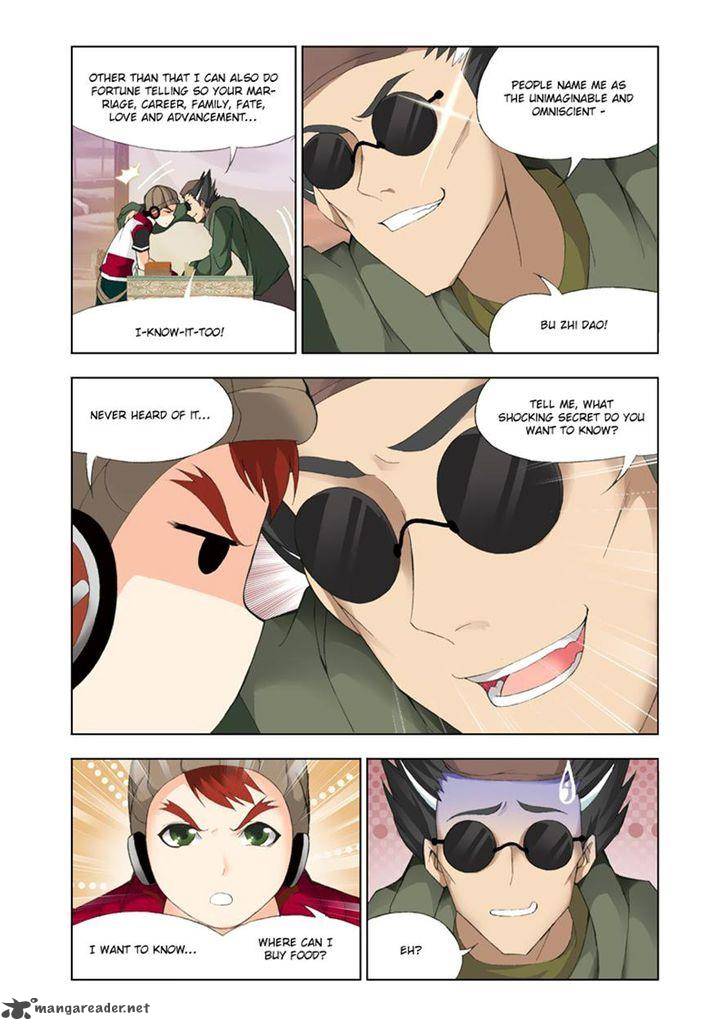 OTHER THAN THAT I CAN ALSO DO
FORTUNE TELLING SO YOUR MAR-
RIAGE, CAREER, FAMILY, FATE,
LOVE AND ADVANCEMENT...
I-KNOW-IT-TOO!
PEOPLE NAME ME AS
THE UNIMAGINABLE AND
OMNISCIENT -
BU ZHI DAO!
NEVER HEARD OF IT...
TELL ME, WHAT
SHOCKING SECRET DO YOU
WANT TO KNOW?
I WANT TO KNOW...
WHERE CAN I
BUY FOOD?
EH?
mangareader.net